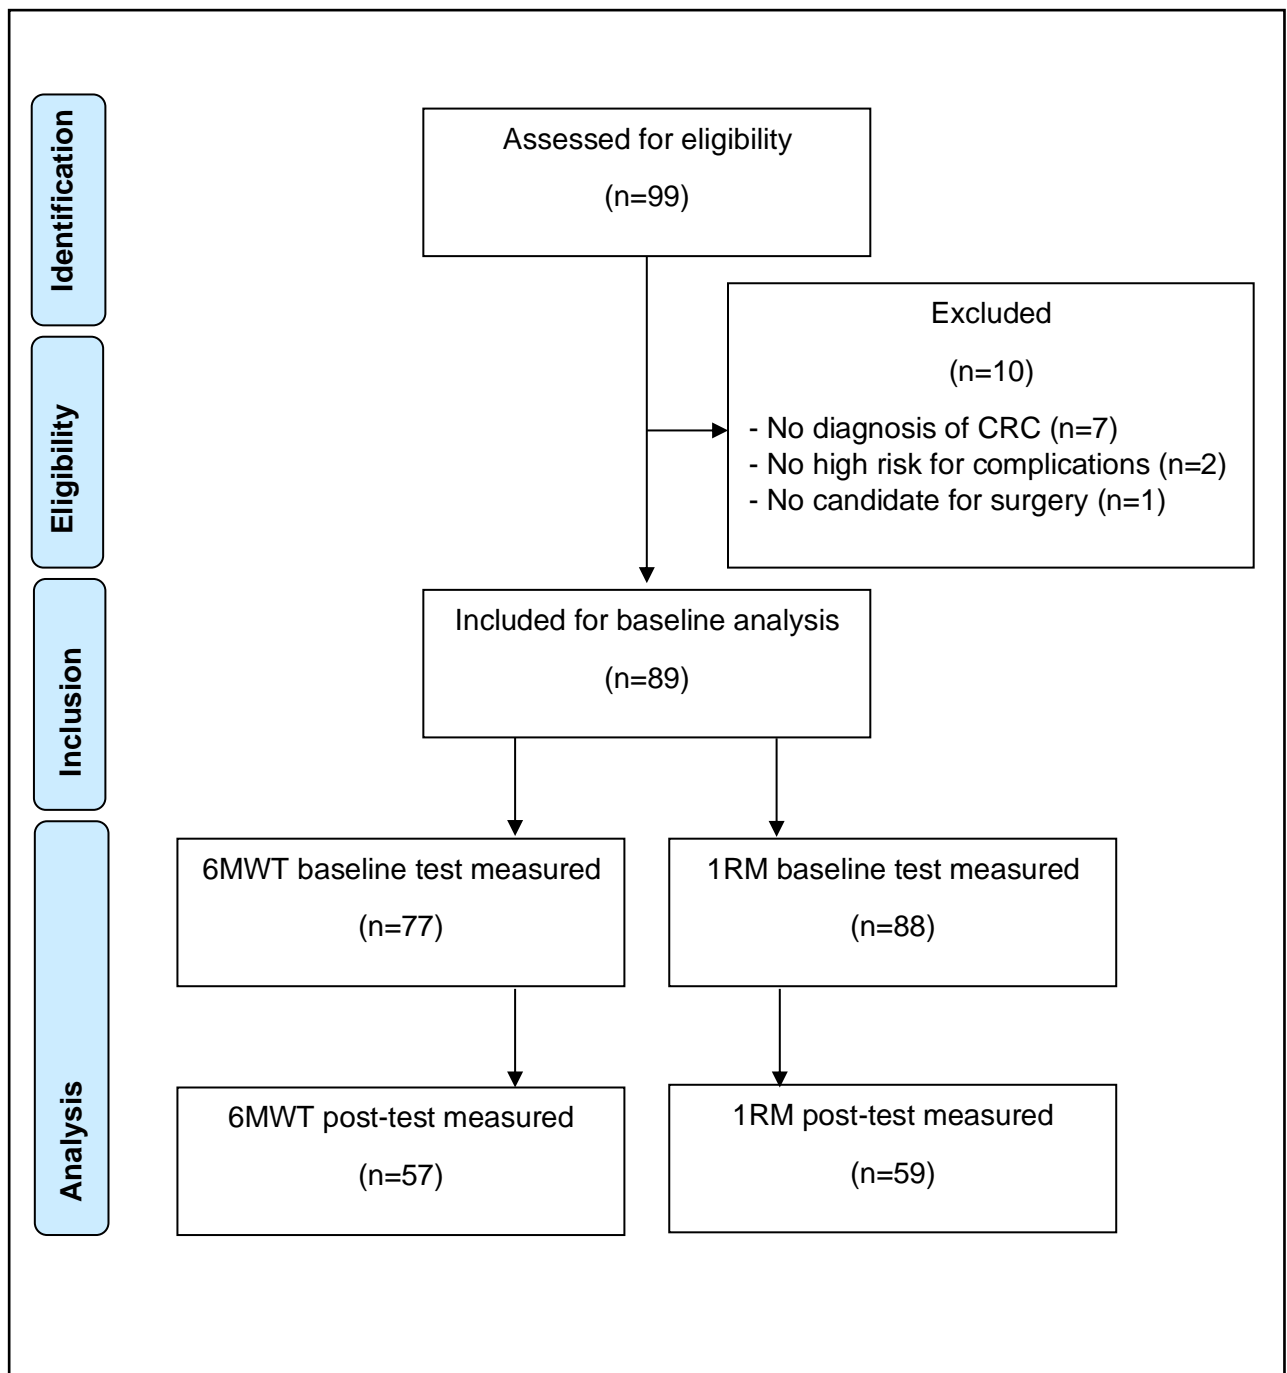 Identification
Assessed for eligibility
(n=99)
Excluded
(n=10)
- No diagnosis of CRC (n=7)
- No high risk for complications (n=2)
- No candidate for surgery (n=1)
Eligibility
Included for baseline analysis
(n=89)
Inclusion
6MWT baseline test measured
(n=77)
1RM baseline test measured
(n=88)
Analysis
6MWT post-test measured
(n=57)
1RM post-test measured
(n=59)